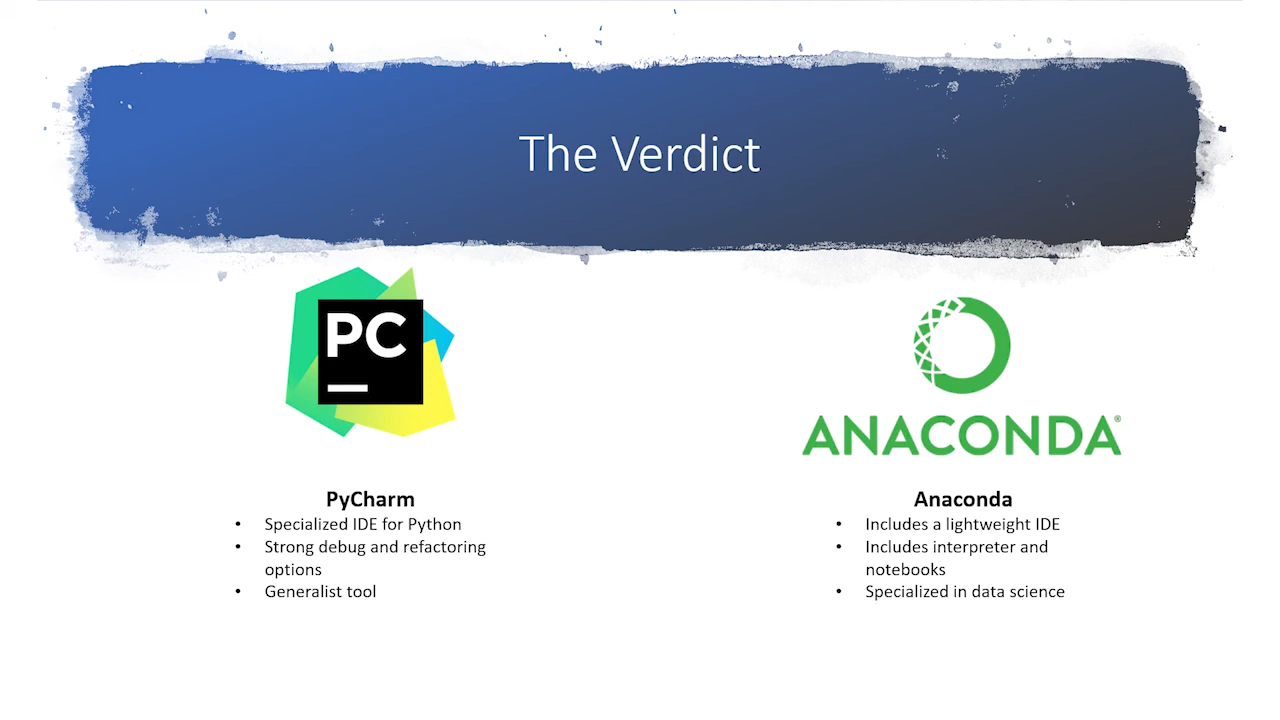 The Verdict
PC
ANACONDA®
PyCharm
• Specialized IDE for Python
• Strong debug and refactoring
options
• Generalist tool
Anaconda
• Includes a lightweight IDE
• Includes interpreter and
notebooks
• Specialized in data science